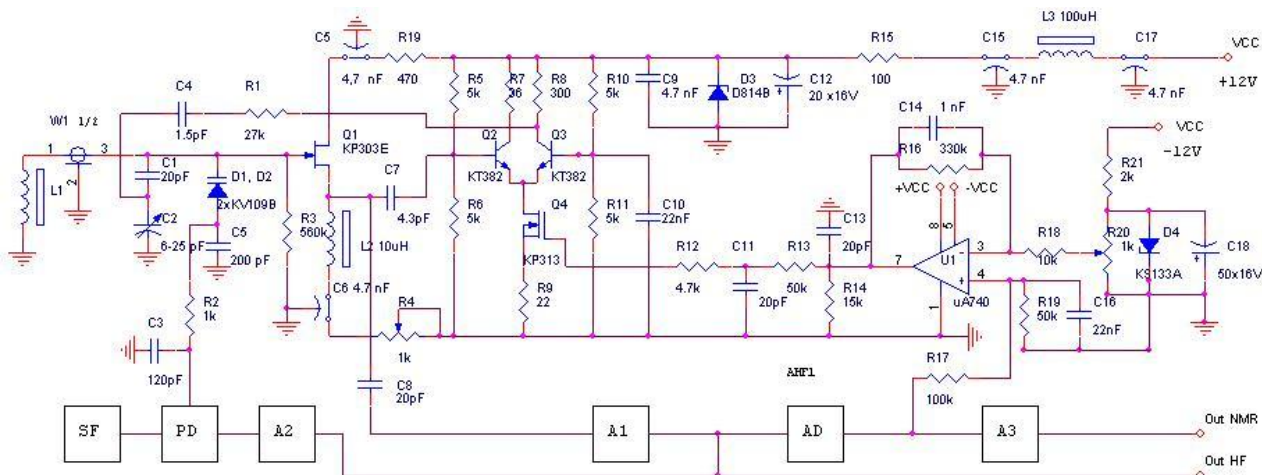 L3 100uH
C5
R19
R15
C15
C17
VCC
4,7 nF
470
R5
5k
R7
36
R8
300
R10
5k
C9
4.7 nF
D3
D814B
C12
20 x16V
100
4.7 nF
4.7 nF
+12V
C4
R1
C14
1 nF
VCC
-12V
W1 1/2
1.5pF
27k
Q1
KP303E
Q2
Q3
330k
R16
R21
2k
1
3
2
C1
20pF
D1, D2
2xKV109B
C7
KT382
KT382
+VCC
-VCC
L1
C2
6-25 pF
R3
560k
4.3pF
R6
5k
Q4
R11
5k
C10
22nF
C13
20pF
8
5
R18
R20
1k
D4
C5
200 pF
L2 10uH
KP313
R12
C11
R13
7
U1
3
4
10k
KS133A
C18
50x16V
C6 4.7 nF
R9
22
4.7k
20pF
50k
R14
15k
1
uA740
R19
50k
C16
22nF
R2
1k
R4
C3
120pF
1k
R17
C8
20pF
AHF1
100k
Out NMR
SF
PD
A2
A1
AD
A3
Out HF